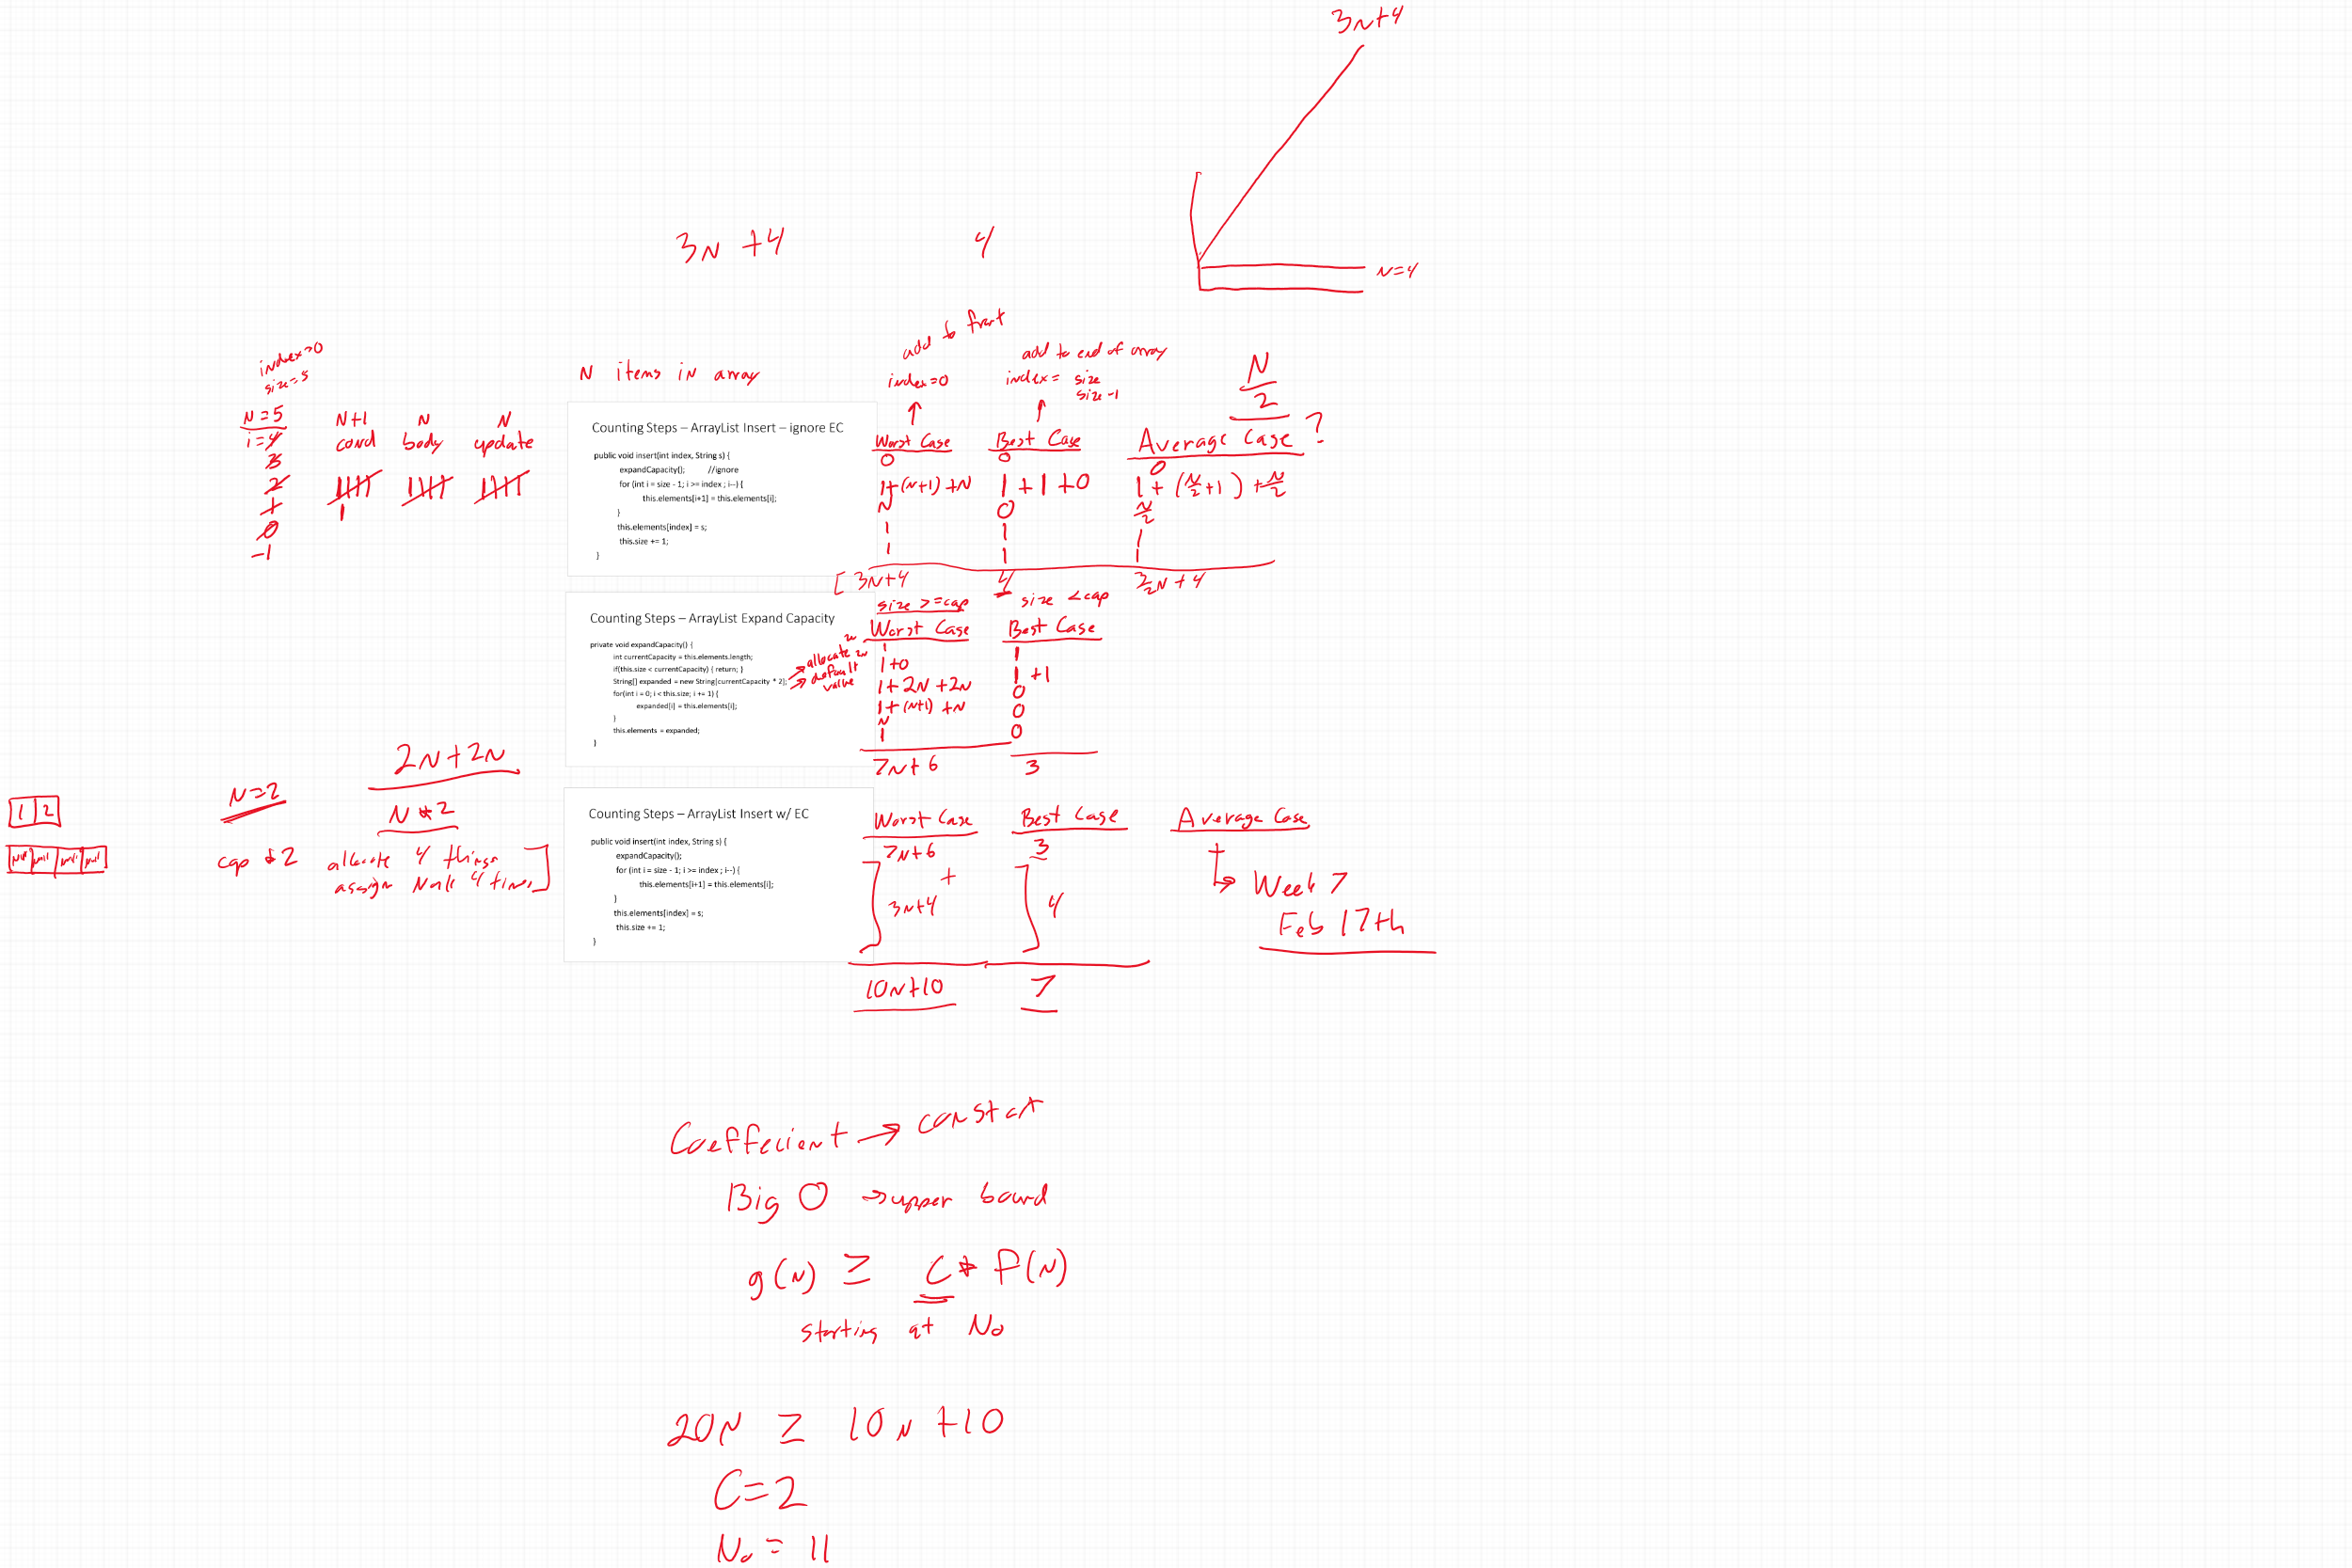 3N+4
3N +4
4
N=4
index=0
size=5
N=5
i=4
3
2
1
0
-1
N+1
cond
N
body
N
update
1
N items in array
add to front
index=0
add to end of array
index= size
size-1
N
2
Counting Steps – ArrayList Insert – ignore EC
public void insert(int index, String s) {
expandCapacity(); //ignore
for (int i = size - 1; i >= index ; i--) {
this.elements[i+1] = this.elements[i];
}
this.elements[index] = s;
this.size += 1;
}
Worst Case
0
1+(N+1)+N
N
1
1
3N+4
Best Case
0
1+1+0
0
1
1
4
Average Case ?
0
1+(N/2+1)+N/2
N/2
1
1
3/2N+4
Counting Steps – ArrayList Expand Capacity
private void expandCapacity() {
int currentCapacity = this.elements.length;
if(this.size < currentCapacity) { return; }
String[] expanded = new String[currentCapacity * 2];
for(int i = 0; i < this.size; i += 1) {
expanded[i] = this.elements[i];
}
this.elements = expanded;
}
2N
allocate 2N
default
value
size >=cap
Worst Case
1
1+0
1+2N+2N
1+(N+1)+N
N
1
7N+6
size <cap
Best Case
1
1+1
0
0
0
3
2N+2N
N*2
N=2
1 2
null null null null
cap *2
allocate 4 things
assign Null 4 times
Counting Steps – ArrayList Insert w/ EC
public void insert(int index, String s) {
expandCapacity();
for (int i = size - 1; i >= index ; i--) {
this.elements[i+1] = this.elements[i];
}
this.elements[index] = s;
this.size += 1;
}
Worst Case
7N+6
+
3N+4
10N+10
Best Case
3
4
7
Average Case
Week 7
Feb 17th
Coeffecient → constant
Big O → upper bound
g(N) ≥ C * f(N)
starting at N₀
20N ≥ 10N+10
C=2
N₀ = 11